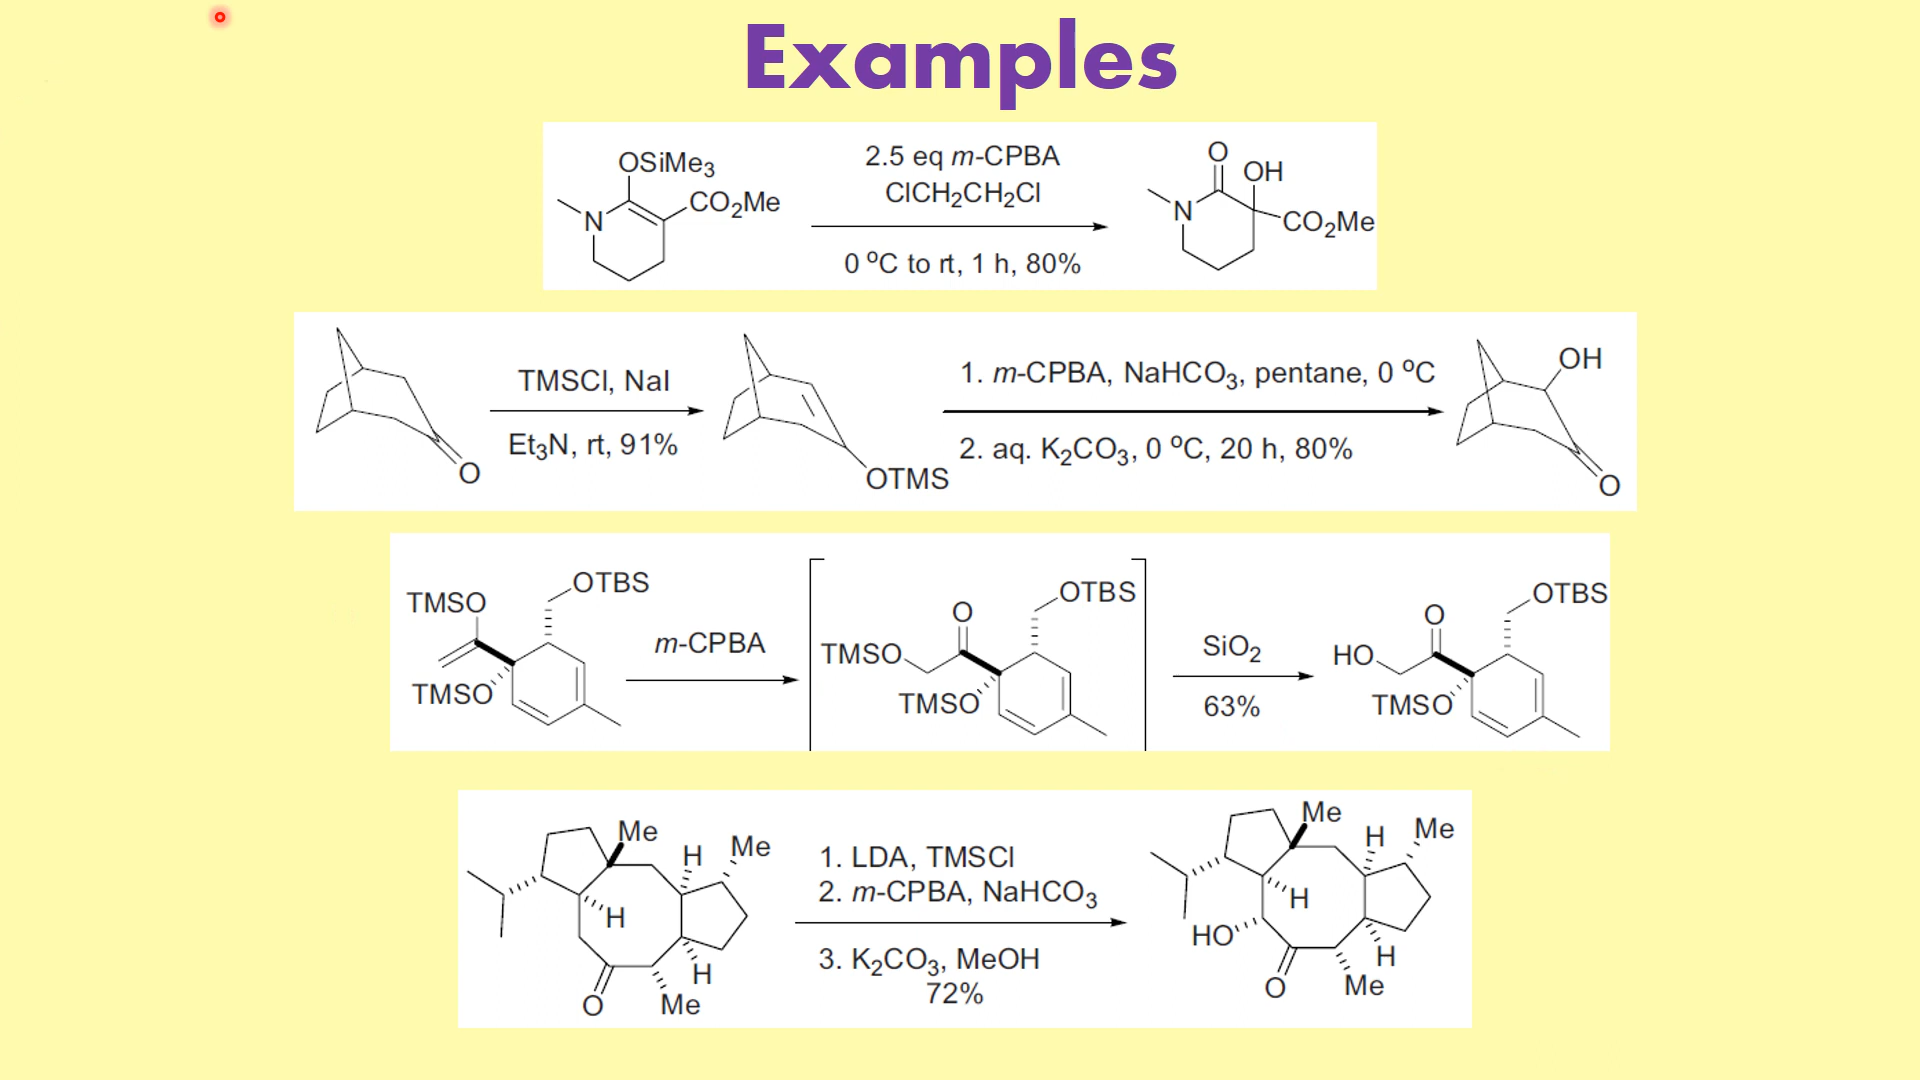 Examples
OSiMe3
N
CO2Me
2.5 eq m-CPBA
ClCH2CH2Cl
0 ºC to rt, 1 h, 80%
O
OH
N
CO2Me
O
TMSCl, NaI
Et3N, rt, 91%
OTMS
1. m-CPBA, NaHCO3, pentane, 0 ºC
2. aq. K2CO3, 0 ºC, 20 h, 80%
OH
O
OTBS
TMSO
TMSO
m-CPBA
OTBS
O
TMSO
TMSO
SiO2
63%
OTBS
O
HO
TMSO
Me
H
Me
H
H
O
Me
1. LDA, TMSCl
2. m-CPBA, NaHCO3
3. K2CO3, MeOH
72%
Me
H
Me
H
HO
H
O
Me